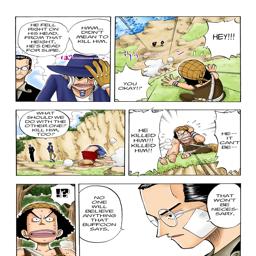 HE FELL
RIGHT ON
HIS HEAD,
FROM THAT
HEIGHT,
HE'S DEAD
FOR SURE.
HMM...
DIDN'T
MEAN TO
KILL HIM.
HEY!!!
YOU
OKAY!?
WHAT
SHOULD WE
DO WITH THE
OTHER ONE?
KILL HIM,
TOO?
HE
KILLED
HIM!!
KILLED
HIM!!
HE--
IT
CAN'T
BE--
!?
NO
ONE
WILL
BELIEVE
ANYTHING
THAT
BUFFOON
SAYS.
THAT
WON'T
BE
NECES-
SARY,